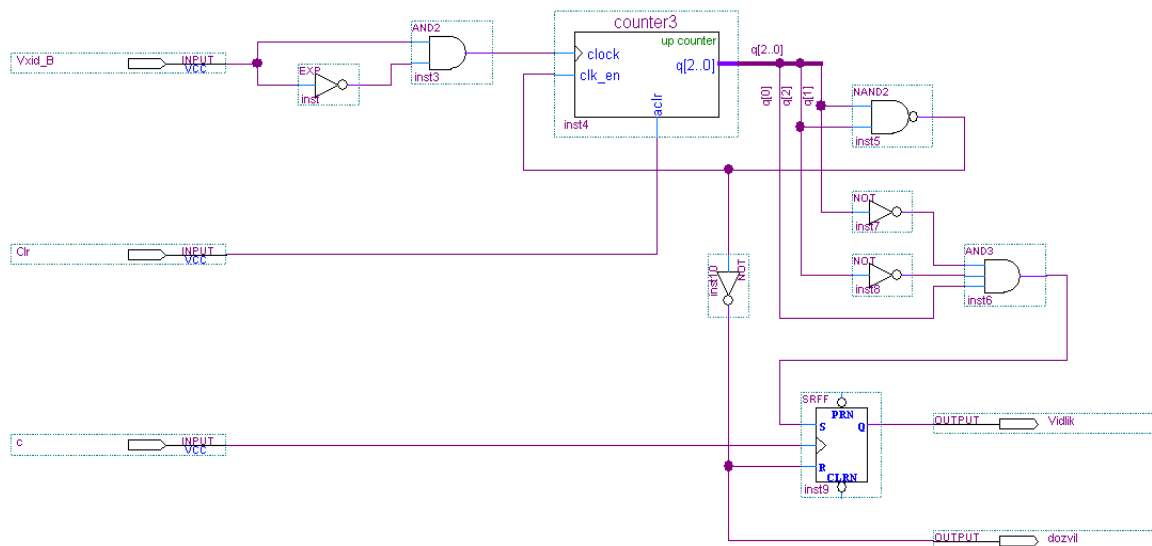 Vxid_B
INPUT
VCC
EXP
inst
AND2
inst3
counter3
up counter
clock
q[2..0]
clk_en
aclr
inst4
q[2..0]
q[0]
q[2]
q[1]
NAND2
inst5
NOT
inst7
NOT
inst8
AND3
inst6
Clr
INPUT
VCC
inst10
NOT
SRFF
PRN
S
Q
R
CLRN
inst9
c
INPUT
VCC
OUTPUT
Vidlik
OUTPUT
dozvil